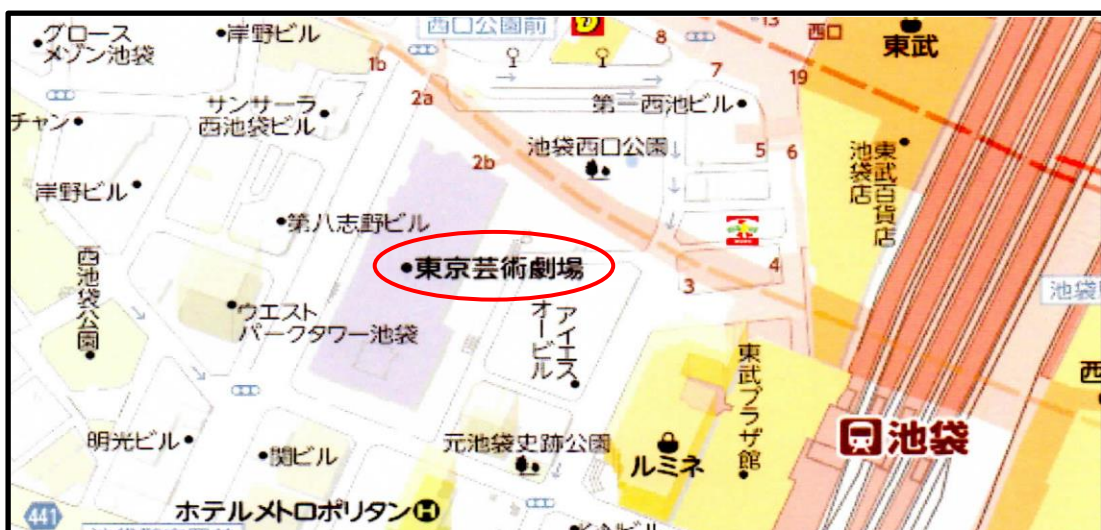 グロース
メゾン池袋
岸野ビル
西口公園前
8
13
西口
東武
1b
7
19
2a
サンサーラ
西池袋ビル
第一西池ビル
チャン
2b
池袋西口公園
5
6
東武百貨店
池袋店
岸野ビル
第八志野ビル
西池袋公園
東京芸術劇場
4
3
ウエスト
パークタワー池袋
アイエス
オービル
東武プラザ館
池袋
西
明光ビル
関ビル
元池袋史跡公園
ルミネ
池袋
441
ホテルメトロポリタン
H